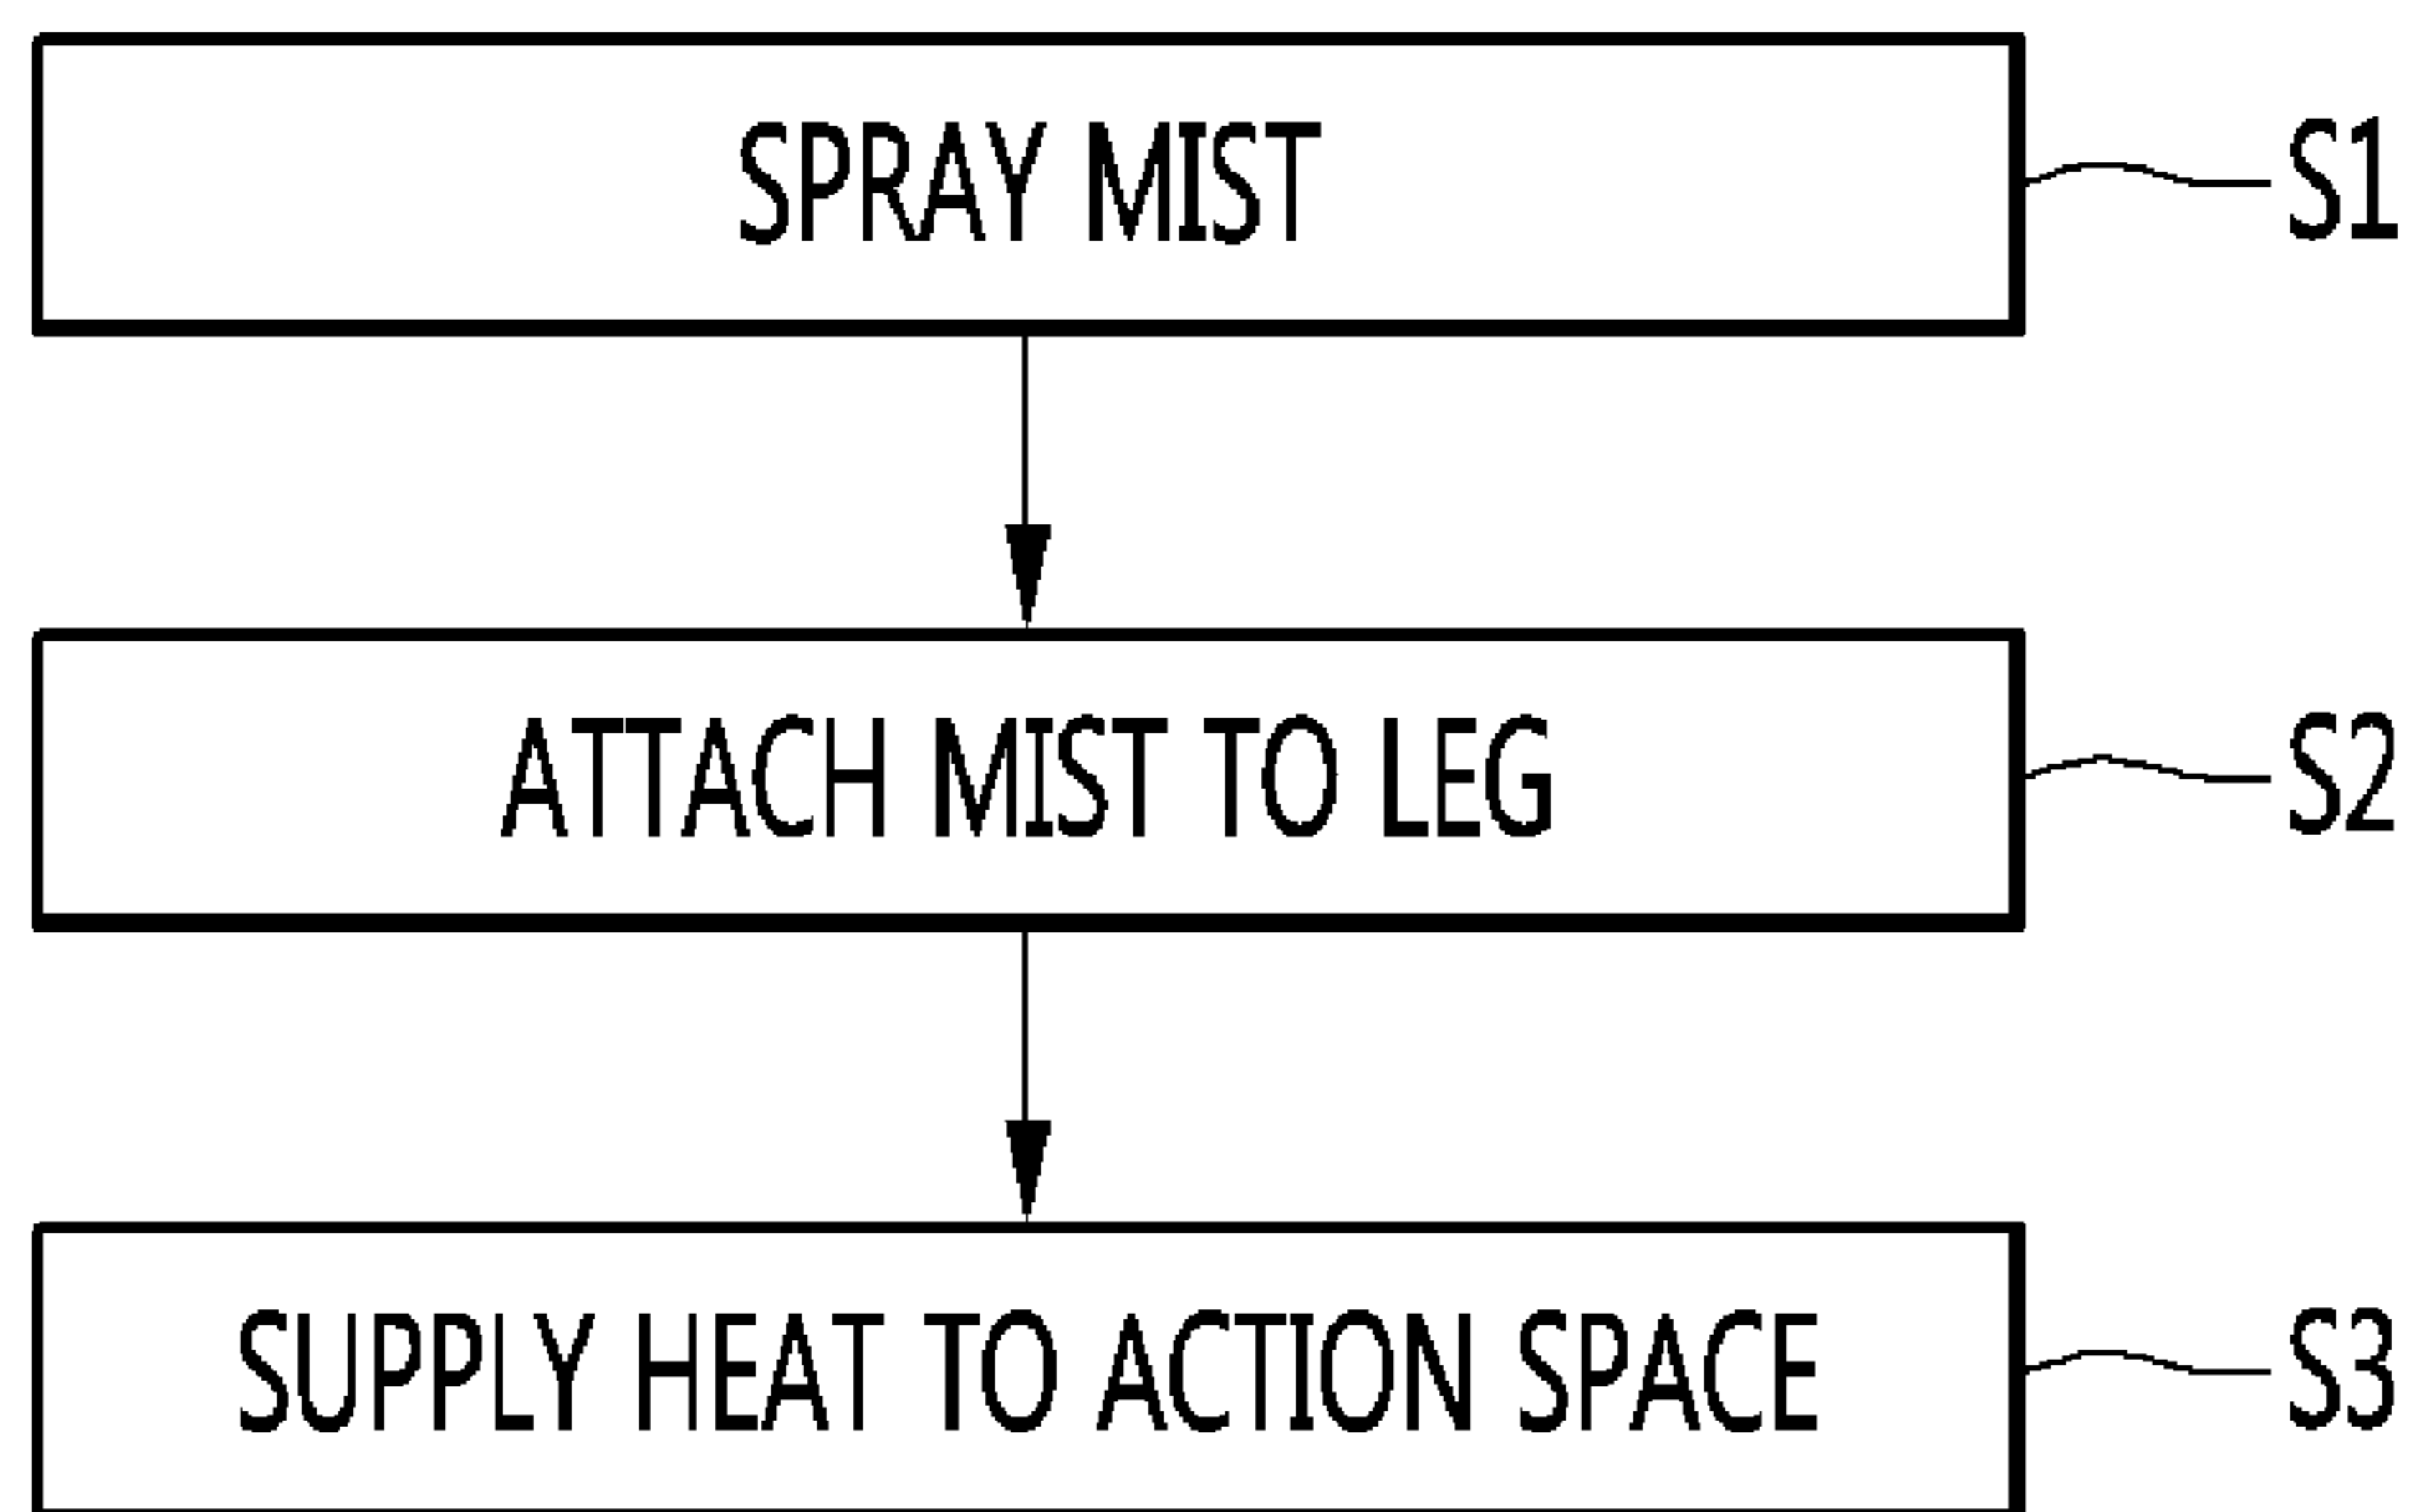 SPRAY MIST S1
ATTACH MIST TO LEG S2
SUPPLY HEAT TO ACTION SPACE S3